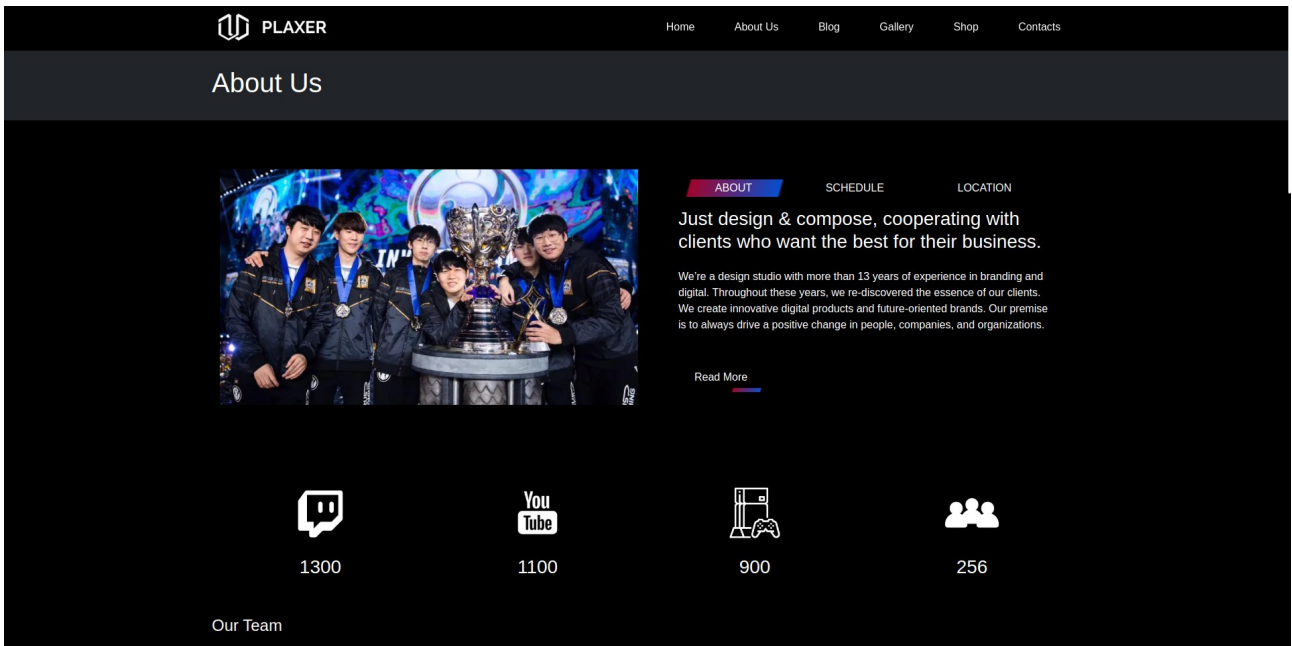 PLAXER
Home
About Us
Blog
Gallery
Shop
Contacts
About Us
ABOUT
SCHEDULE
LOCATION
Just design & compose, cooperating with
clients who want the best for their business.
We're a design studio with more than 13 years of experience in branding and
digital. Throughout these years, we re-discovered the essence of our clients.
We create innovative digital products and future-oriented brands. Our premise
is to always drive a positive change in people, companies, and organizations.
Read More
You
Tube
1300
1100
900
256
Our Team